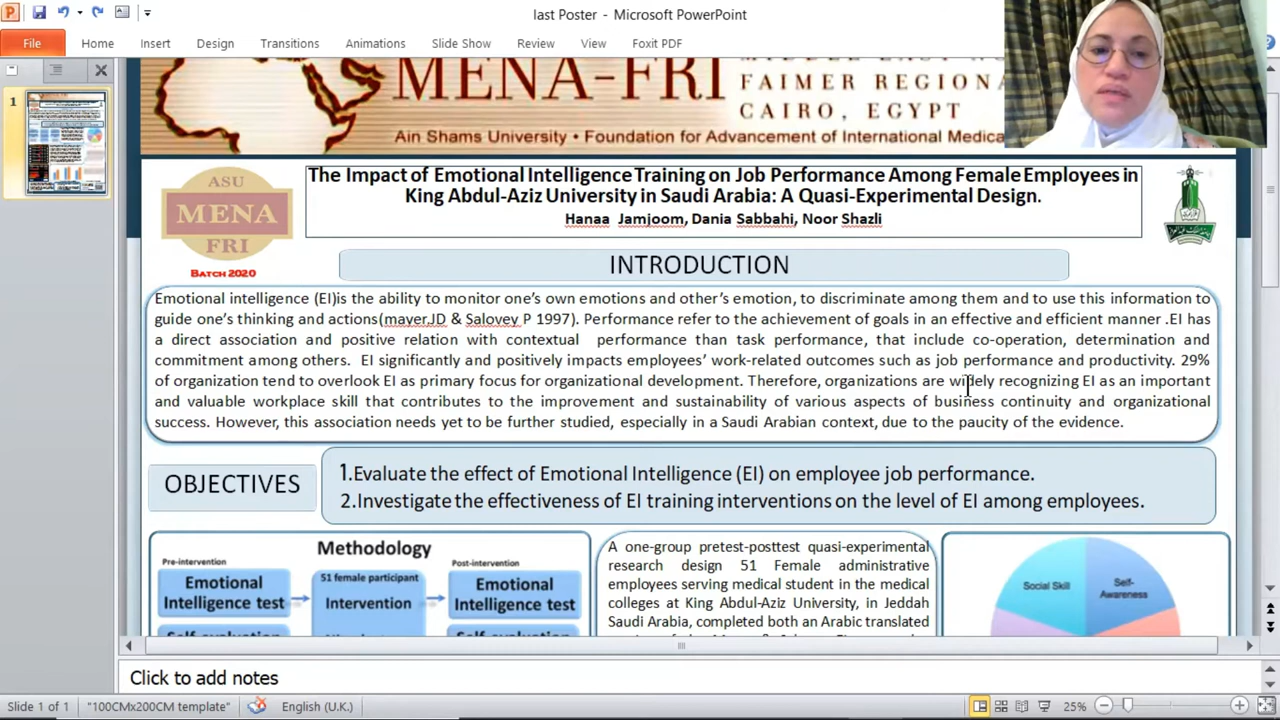 last Poster - Microsoft PowerPoint
File Home Insert Design Transitions Animations Slide Show Review View Foxit PDF
1
MENA-FRI
FAIMER REGIONA
CAIRO, EGYPT
Ain Shams University • Foundation for Advancement of International Medica
ASU
MENA
FRI
BATCH 2020
The Impact of Emotional Intelligence Training on Job Performance Among Female Employees in
King Abdul-Aziz University in Saudi Arabia: A Quasi-Experimental Design.
Hanaa Jamjoom, Dania Sabbahi, Noor Shazli
INTRODUCTION
Emotional intelligence (EI)is the ability to monitor one's own emotions and other's emotion, to discriminate among them and to use this information to
guide one's thinking and actions(mayer,JD & Salovey P 1997). Performance refer to the achievement of goals in an effective and efficient manner .EI has
a direct association and positive relation with contextual performance than task performance, that include co-operation, determination and
commitment among others. EI significantly and positively impacts employees' work-related outcomes such as job performance and productivity. 29%
of organization tend to overlook EI as primary focus for organizational development. Therefore, organizations are widely recognizing EI as an important
and valuable workplace skill that contributes to the improvement and sustainability of various aspects of business continuity and organizational
success. However, this association needs yet to be further studied, especially in a Saudi Arabian context, due to the paucity of the evidence.
OBJECTIVES
1.Evaluate the effect of Emotional Intelligence (EI) on employee job performance.
2.Investigate the effectiveness of EI training interventions on the level of EI among employees.
Methodology
Pre-intervention
Emotional
Intelligence test
51 female participant
Intervention
Post-intervention
Emotional
Intelligence test
A one-group pretest-posttest quasi-experimental
research design 51 Female administrative
employees serving medical student in the medical
colleges at King Abdul-Aziz University, in Jeddah
Saudi Arabia, completed both an Arabic translated
Social Skill
Self-
Awareness
Click to add notes
Slide 1 of 1 "100CMx200CM template" English (U.K.) 25%